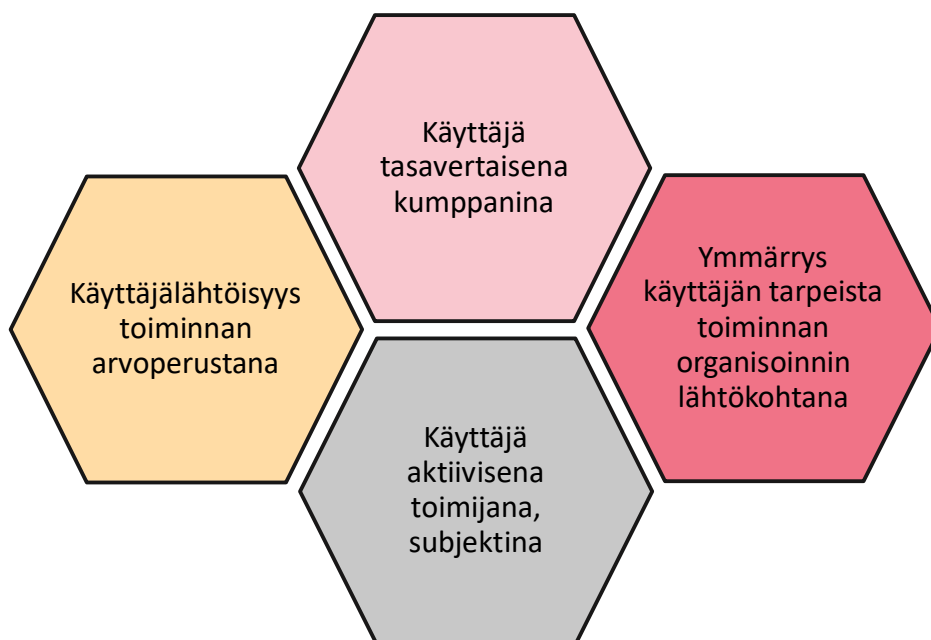 Käyttäjä
tasavertaisena
kumppanina
Käyttäjälähtöisyys
toiminnan
arvoperustana
Ymmärrys
käyttäjän tarpeista
toiminnan
organisoinnin
lähtökohtana
Käyttäjä
aktiivisena
toimijana,
subjektina